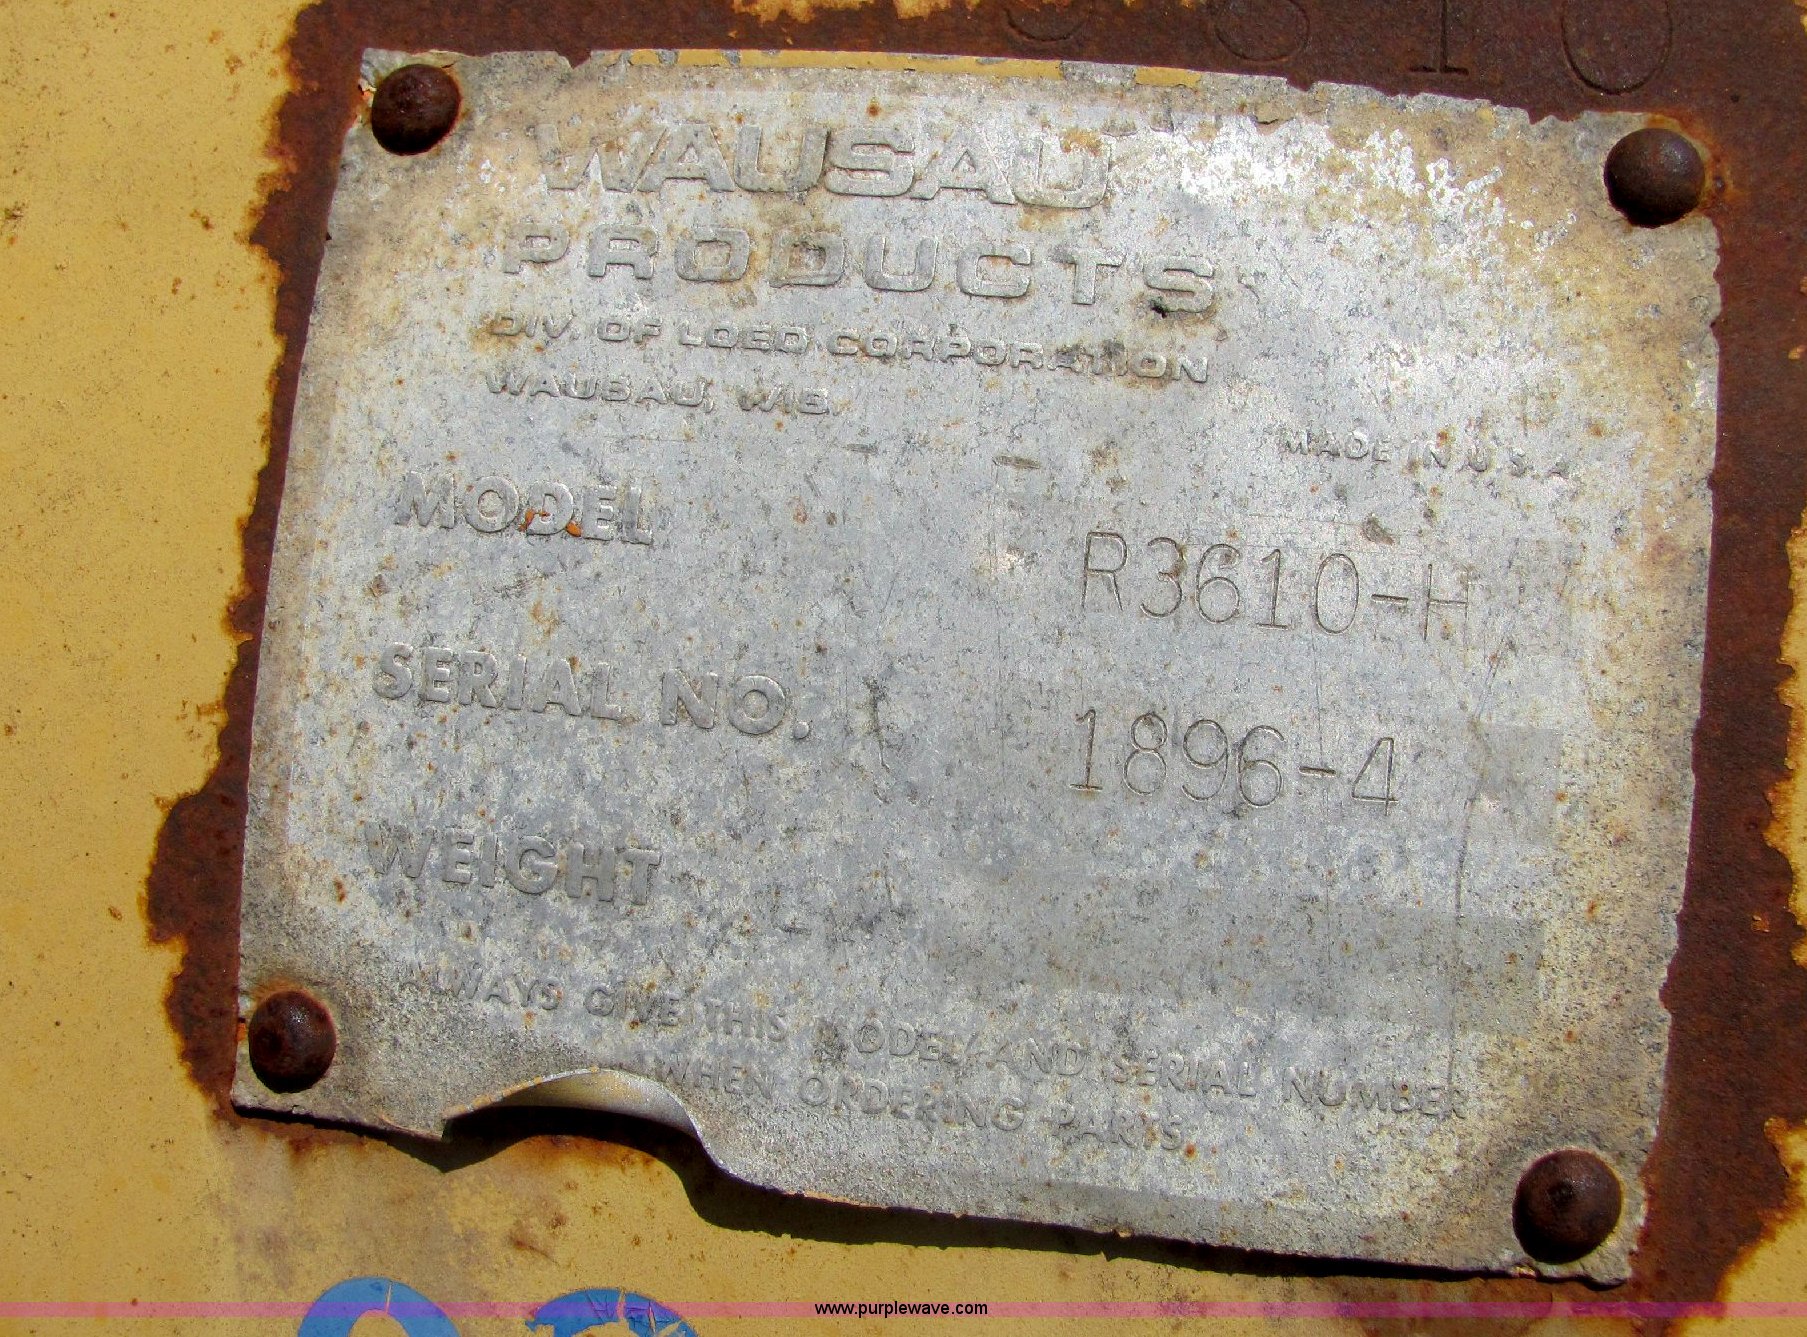 3610
WAUSAU
PRODUCTS
DIV. OF LOED CORPORATION
WAUSAU, WIS.
MADE IN U.S.A
MODEL R3610-H
SERIAL NO. 1896-4
WEIGHT
ALWAYS GIVE THIS MODEL AND SERIAL NUMBER
WHEN ORDERING PARTS
www.purplewave.com